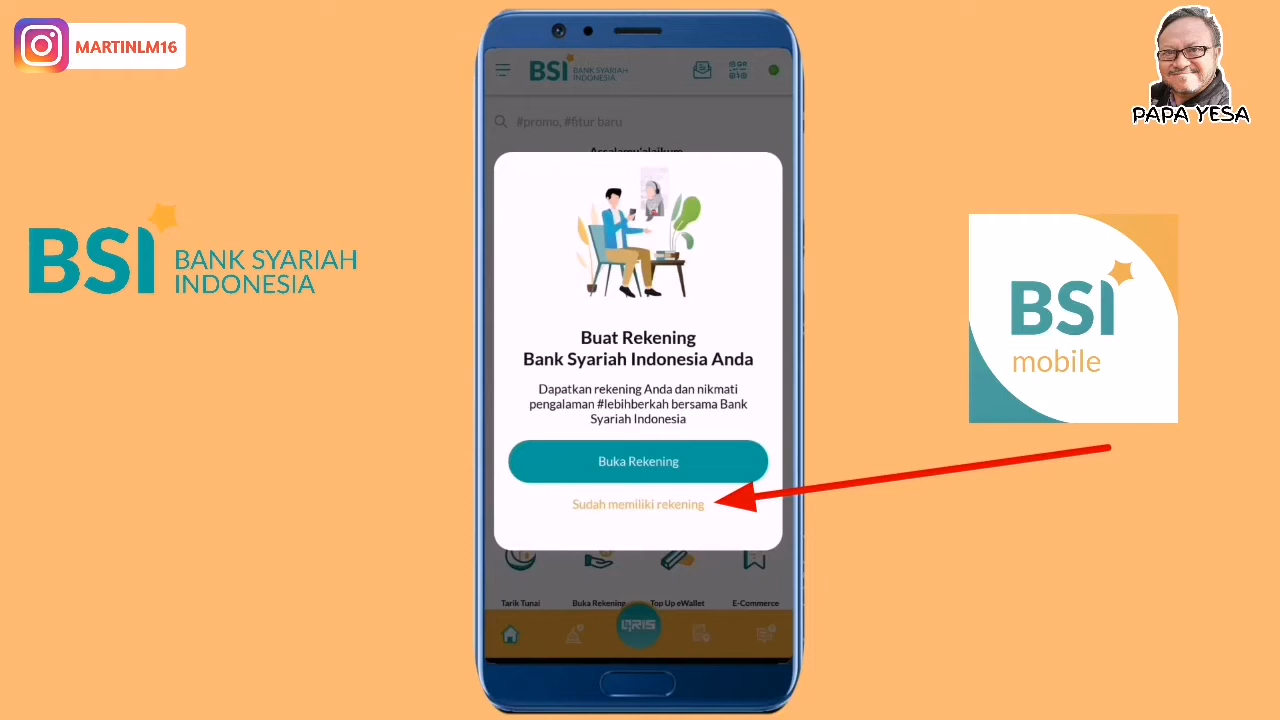 MARTINLM16
PAPA YESA
BSI BANK SYARIAH
INDONESIA
BSI BANK SYARIAH
INDONESIA
#promo, #fitur baru
Assalamu'alaikum
Buat Rekening
Bank Syariah Indonesia Anda
Dapatkan rekening Anda dan nikmati
pengalaman #lebihberkah bersama Bank
Syariah Indonesia
Buka Rekening
Sudah memiliki rekening
Tarik Tunai
Buka Rekening
Top Up eWallet
E-Commerce
QRIS
BSI
mobile